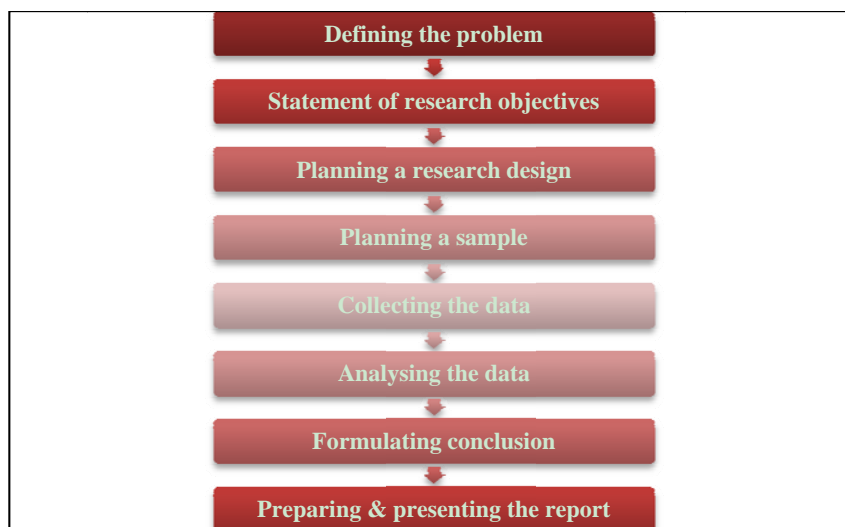 Defining the problem
Statement of research objectives
Planning a research design
Planning a sample
Collecting the data
Analysing the data
Formulating conclusion
Preparing & presenting the report